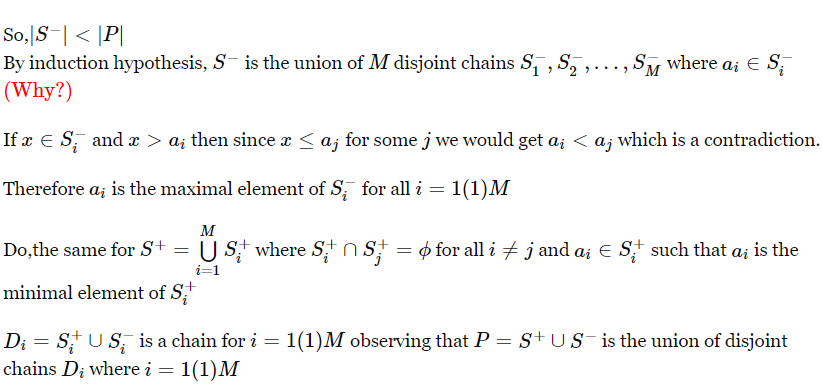 So,|S⁻| < |P|
By induction hypothesis, S⁻ is the union of M disjoint chains S₁⁻, S₂⁻, . . . , S_M⁻ where aᵢ ∈ Sᵢ⁻
(Why?)
If x ∈ Sᵢ⁻ and x > aᵢ then since x ≤ aⱼ for some j we would get aᵢ < aⱼ which is a contradiction.
Therefore aᵢ is the maximal element of Sᵢ⁻ for all i = 1(1)M
Do,the same for S⁺ = ⋃_{i=1}^{M} Sᵢ⁺ where Sᵢ⁺ ∩ Sⱼ⁺ = ϕ for all i ≠ j and aᵢ ∈ Sᵢ⁺ such that aᵢ is the
minimal element of Sᵢ⁺
Dᵢ = Sᵢ⁺ ∪ Sᵢ⁻ is a chain for i = 1(1)M observing that P = S⁺ ∪ S⁻ is the union of disjoint
chains Dᵢ where i = 1(1)M